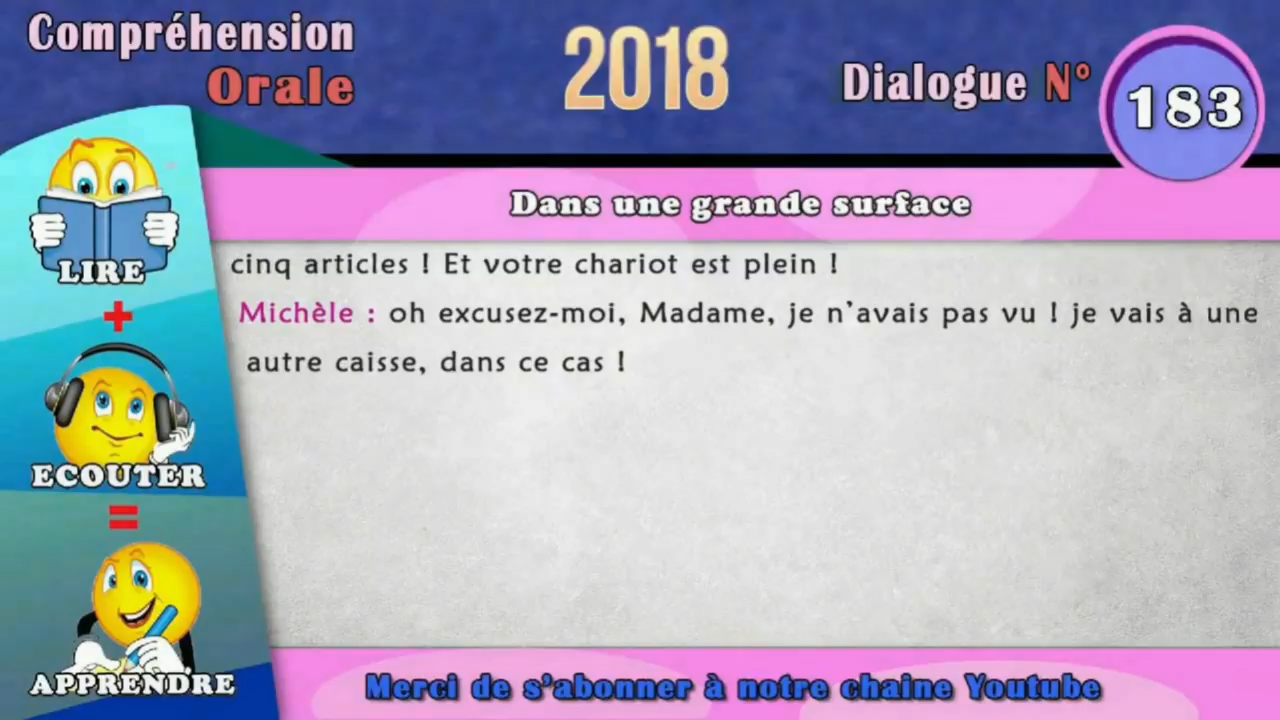 Compréhension
Orale
2018
Dialogue N°
183
Dans une grande surface
cinq articles ! Et votre chariot est plein !
Michèle : oh excusez-moi, Madame, je n’avais pas vu ! je vais à une
autre caisse, dans ce cas !
LIRE
+
ECOUTER
=
APPRENDRE
Merci de s’abonner à notre chaine Youtube